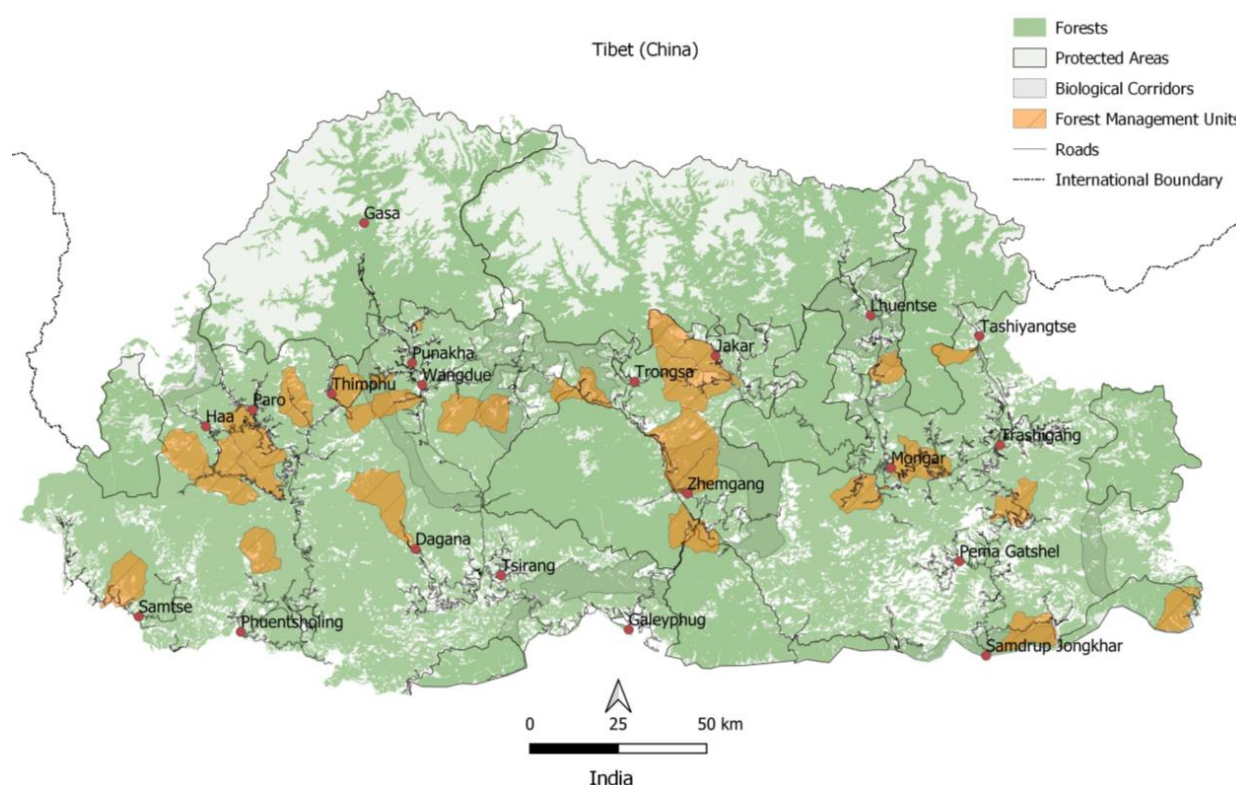 Tibet (China)
Forests
Protected Areas
Biological Corridors
Forest Management Units
Roads
International Boundary
Gasa
Lhuentse
Tashiyangtse
Punakha
Jakar
Wangdue
Trongsa
Thimphu
Paro
Haa
Trashigang
Mongar
Zhemgang
Dagana
Pema Gatshel
Tsirang
Samtse
Phuentsholing
Galeyphug
Samdrup Jongkhar
0 25 50 km
India